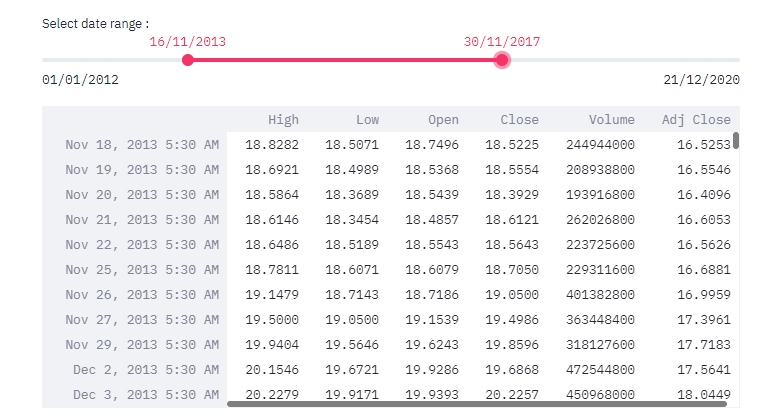 Select date range :
16/11/2013 30/11/2017
01/01/2012 21/12/2020
High Low Open Close Volume Adj Close
Nov 18, 2013 5:30 AM 18.8282 18.5071 18.7496 18.5225 244944000 16.5253
Nov 19, 2013 5:30 AM 18.6921 18.4989 18.5368 18.5554 208938800 16.5546
Nov 20, 2013 5:30 AM 18.5864 18.3689 18.5439 18.3929 193916800 16.4096
Nov 21, 2013 5:30 AM 18.6146 18.3454 18.4857 18.6121 262026800 16.6053
Nov 22, 2013 5:30 AM 18.6486 18.5189 18.5543 18.5643 223725600 16.5626
Nov 25, 2013 5:30 AM 18.7811 18.6071 18.6079 18.7050 229311600 16.6881
Nov 26, 2013 5:30 AM 19.1479 18.7143 18.7186 19.0500 401382800 16.9959
Nov 27, 2013 5:30 AM 19.5000 19.0500 19.1539 19.4986 363448400 17.3961
Nov 29, 2013 5:30 AM 19.9404 19.5646 19.6243 19.8596 318127600 17.7183
Dec 2, 2013 5:30 AM 20.1546 19.6721 19.9286 19.6868 472544800 17.5641
Dec 3, 2013 5:30 AM 20.2279 19.9171 19.9393 20.2257 450968000 18.0449